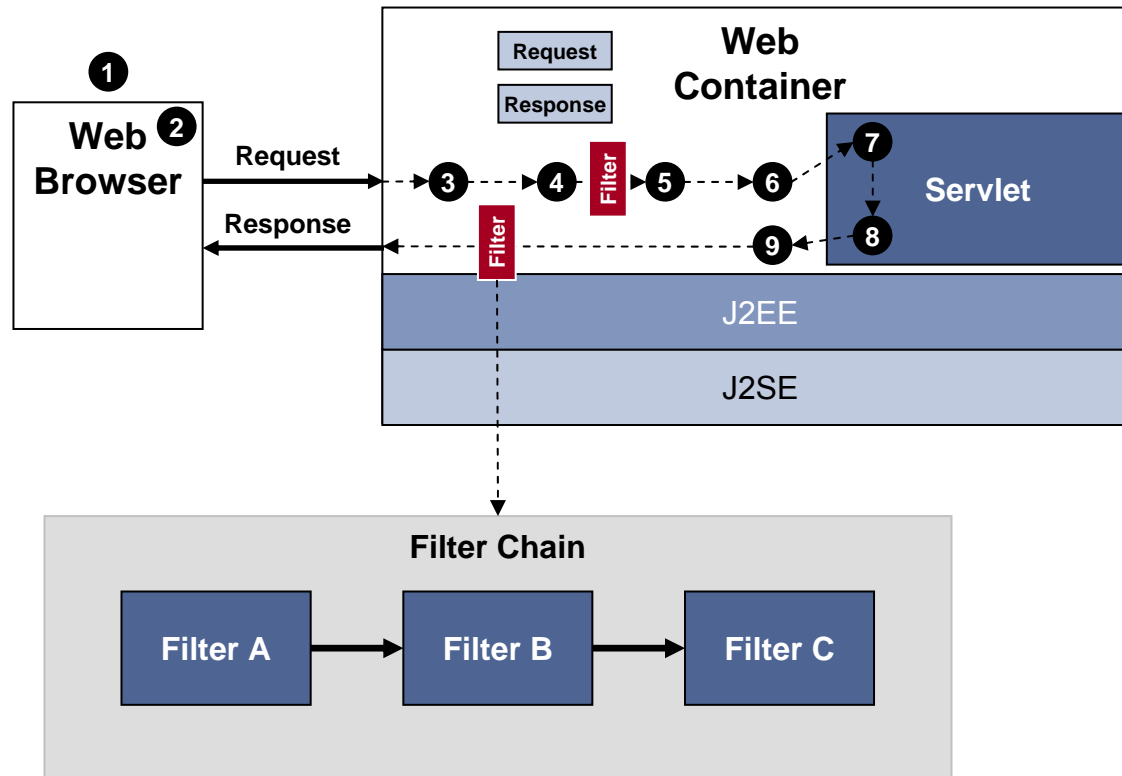 Web
Container
Request
Response
1
Web
Browser
2
Request
Response
3
4
Filter
5
6
7
Servlet
8
9
Filter
J2EE
J2SE
Filter Chain
Filter A
Filter B
Filter C